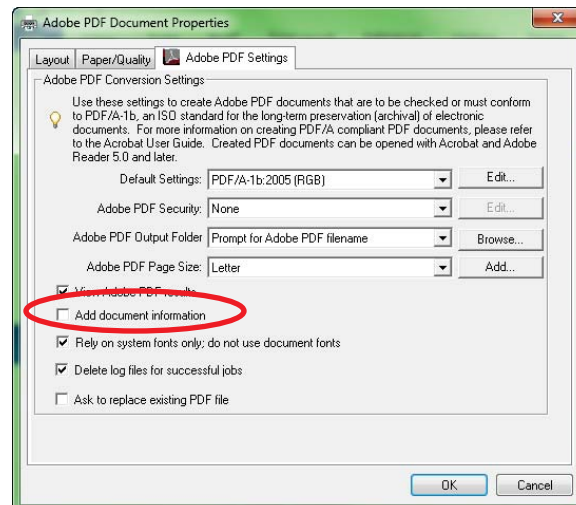 Adobe PDF Document Properties
Layout Paper/Quality Adobe PDF Settings
Adobe PDF Conversion Settings
Use these settings to create Adobe PDF documents that are to be checked or must conform
to PDF/A-1b, an ISO standard for the long-term preservation (archival) of electronic
documents. For more information on creating PDF/A compliant PDF documents, please refer
to the Acrobat User Guide. Created PDF documents can be opened with Acrobat and Adobe
Reader 5.0 and later.
Default Settings: PDF/A-1b:2005 (RGB) Edit...
Adobe PDF Security: None Edit...
Adobe PDF Output Folder Prompt for Adobe PDF filename Browse...
Adobe PDF Page Size: Letter Add...
View Adobe PDF results
Add document information
Rely on system fonts only; do not use document fonts
Delete log files for successful jobs
Ask to replace existing PDF file
OK Cancel